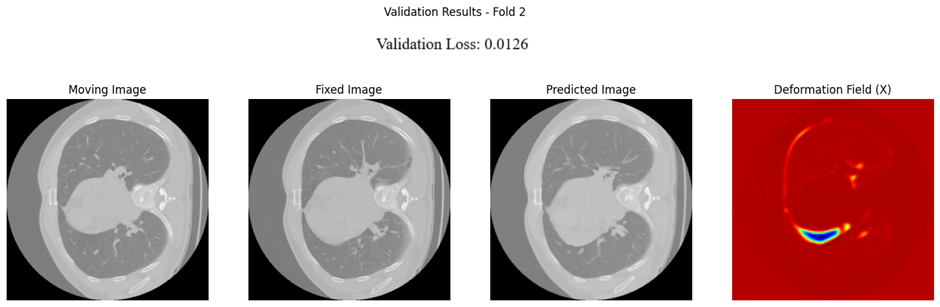 Validation Results - Fold 2
Validation Loss: 0.0126
Moving Image
Fixed Image
Predicted Image
Deformation Field (X)